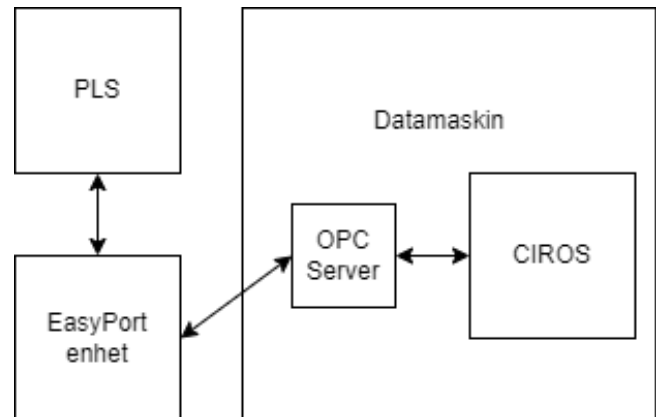 PLS
Datamaskin
OPC
Server
CIROS
EasyPort
enhet